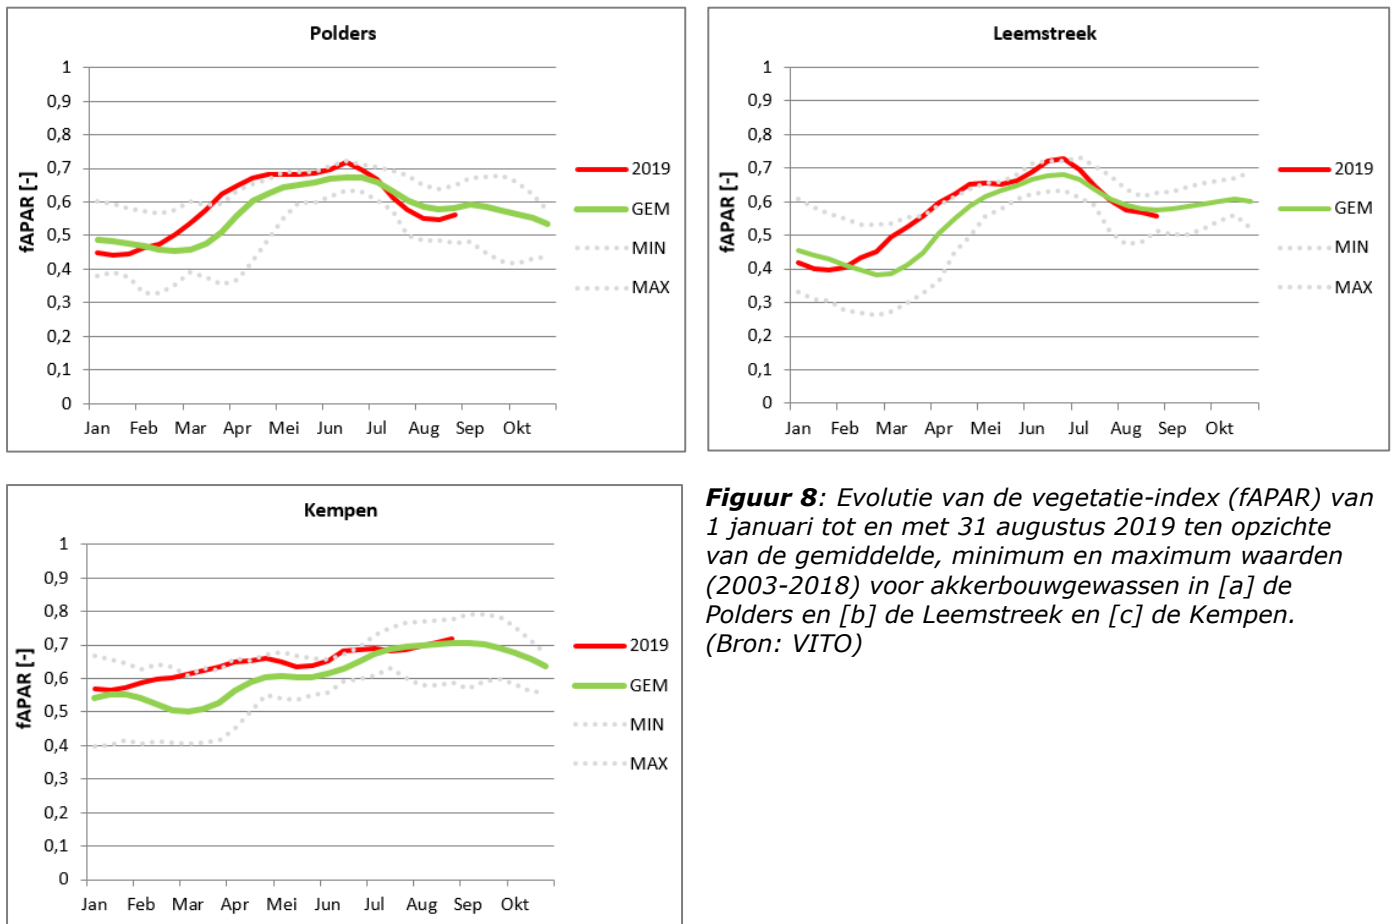 Polders
1
0,9
0,8
0,7
0,6
0,5
0,4
0,3
0,2
0,1
0
fAPAR [-]
Jan Feb Mar Apr Mei Jun Jul Aug Sep Okt
2019
GEM
MIN
MAX
Leemstreek
1
0,9
0,8
0,7
0,6
0,5
0,4
0,3
0,2
0,1
0
fAPAR [-]
Jan Feb Mar Apr Mei Jun Jul Aug Sep Okt
2019
GEM
MIN
MAX
Kempen
1
0,9
0,8
0,7
0,6
0,5
0,4
0,3
0,2
0,1
0
fAPAR [-]
Jan Feb Mar Apr Mei Jun Jul Aug Sep Okt
2019
GEM
MIN
MAX
Figuur 8: Evolutie van de vegetatie-index (fAPAR) van
1 januari tot en met 31 augustus 2019 ten opzichte
van de gemiddelde, minimum en maximum waarden
(2003-2018) voor akkerbouwgewassen in [a] de
Polders en [b] de Leemstreek en [c] de Kempen.
(Bron: VITO)